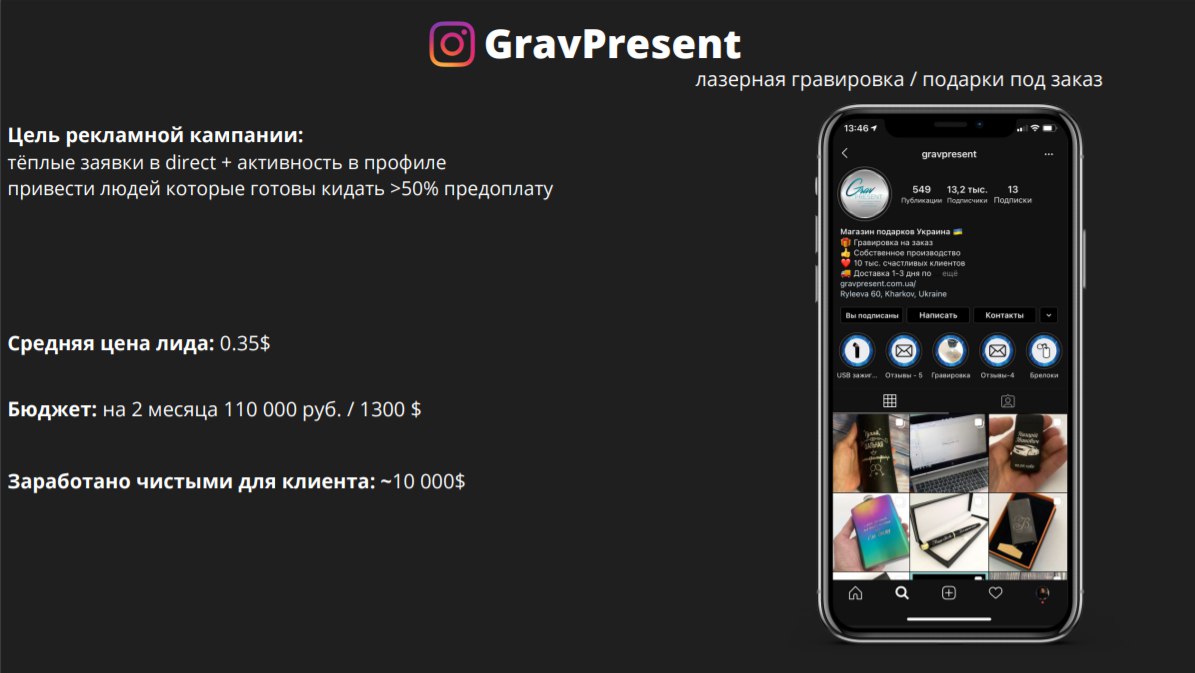 GravPresent
лазерная гравировка / подарки под заказ
Цель рекламной кампании:
тёплые заявки в direct + активность в профиле
привести людей которые готовы кидать >50% предоплату
Средняя цена лида: 0.35$
Бюджет: на 2 месяца 110 000 руб. / 1300 $
Заработано чистыми для клиента: ~10 000$
13:46
gravpresent
Grav
PRESENT
549 13,2 тыс. 13
Публикации Подписчики Подписки
Магазин подарков Украина 🇺🇦
🎁 Гравировка на заказ
👍 Собственное производство
❤️ 10 тыс. счастливых клиентов
🚚 Доставка 1-3 дня по ещё
gravpresent.com.ua/
Ryleeva 60, Kharkov, Ukraine
Вы подписаны Написать Контакты
USB зажиг... Отзывы - 5 Гравировка Отзывы-4 Брелоки